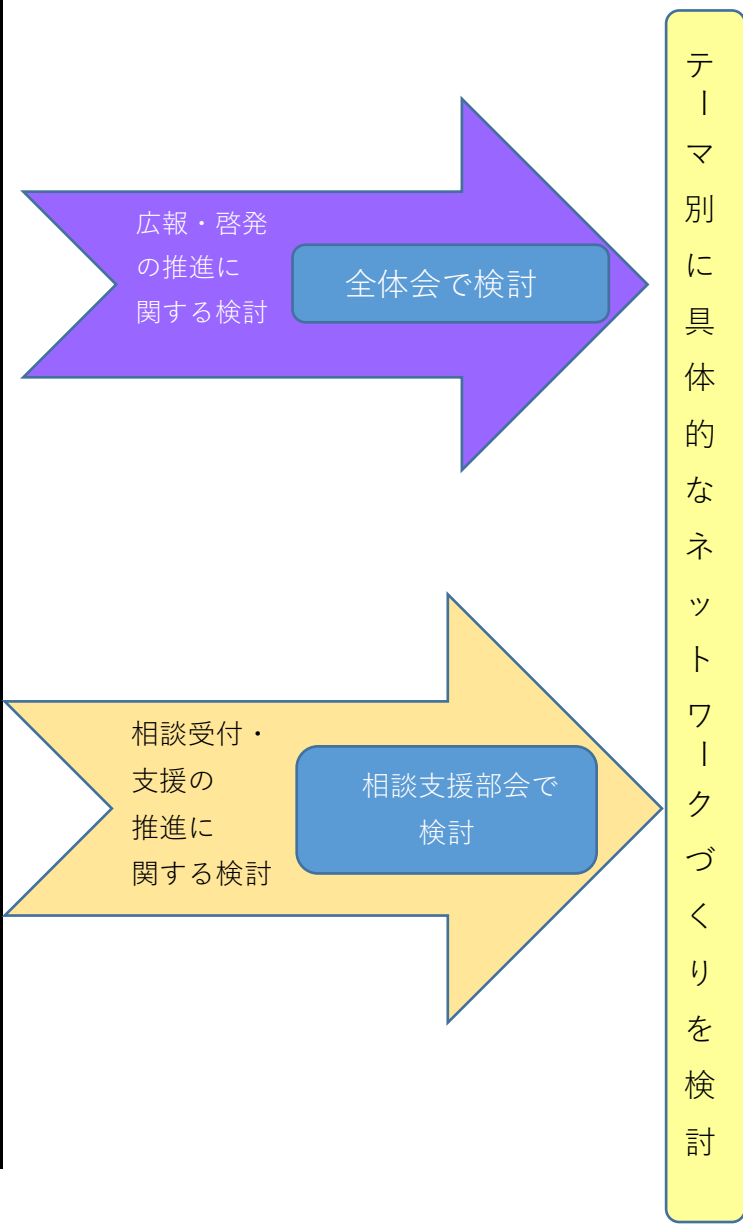 広報・啓発
の推進に
関する検討
全体会で検討
相談受付・
支援の
推進に
関する検討
相談支援部会で
検討
テーマ別に具体的なネットワークづくりを検討